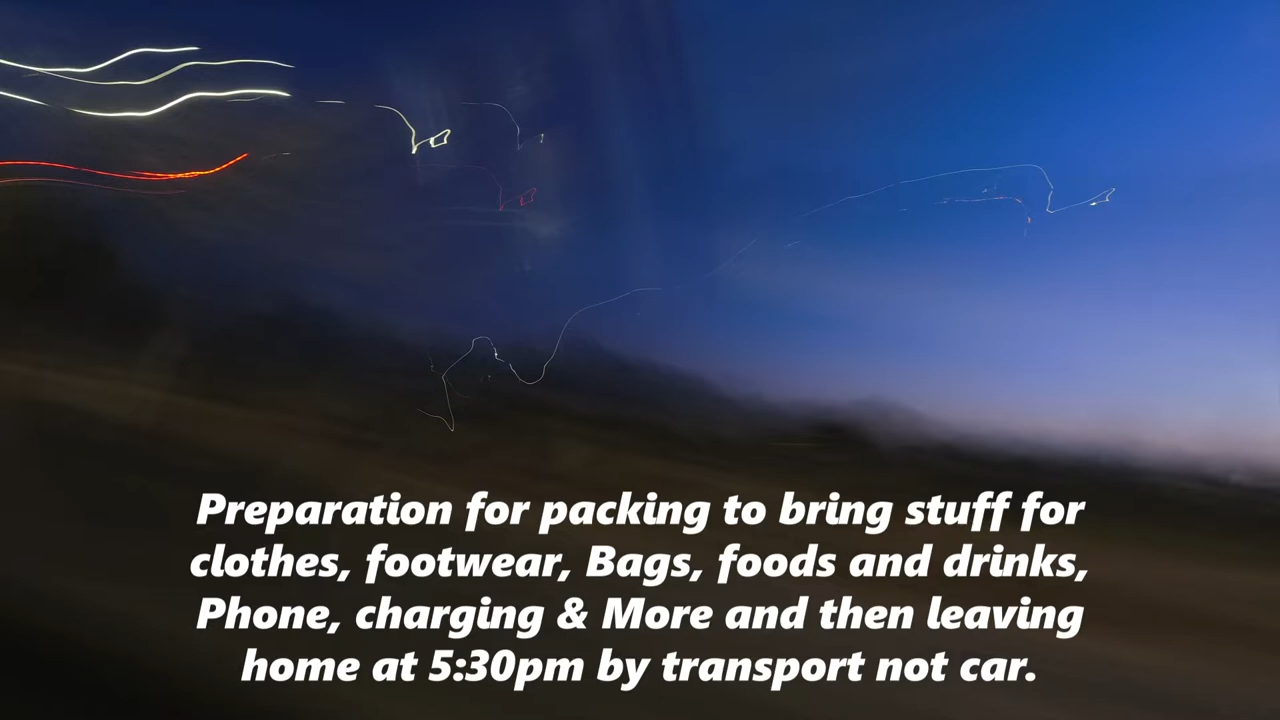 Preparation for packing to bring stuff for
clothes, footwear, Bags, foods and drinks,
Phone, charging & More and then leaving
home at 5:30pm by transport not car.